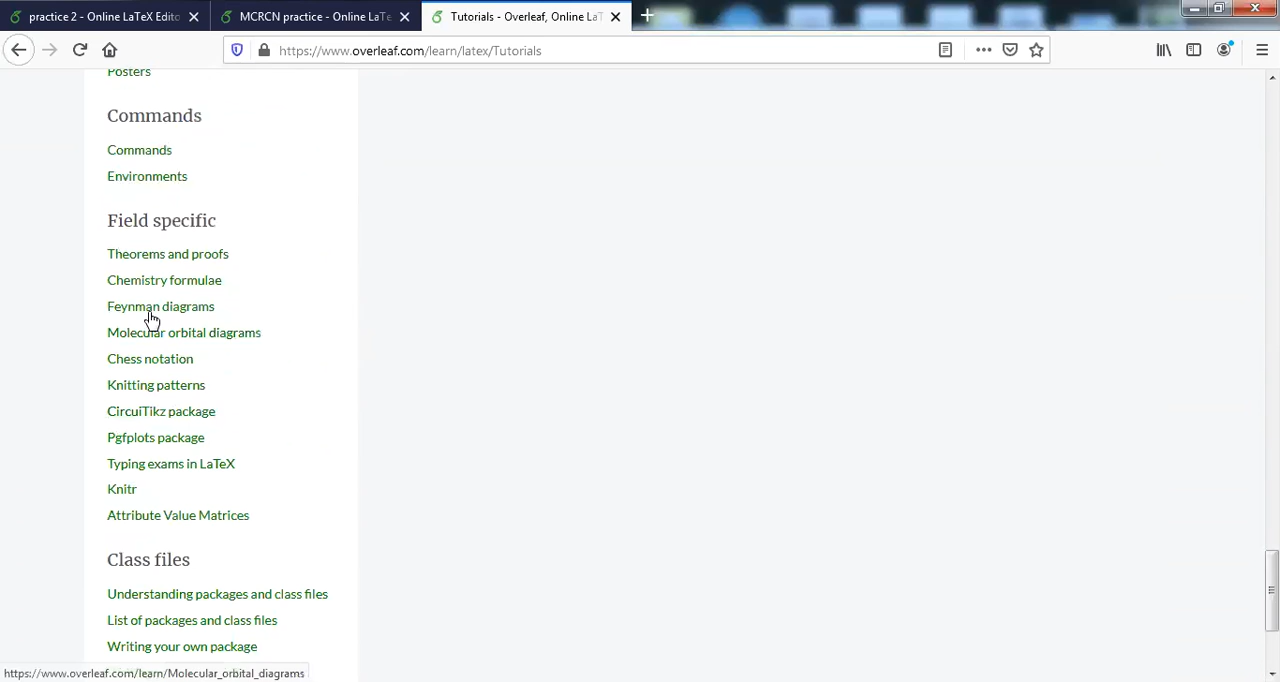 practice 2 - Online LaTeX Edito
MCRCN practice - Online LaTe
Tutorials - Overleaf, Online LaT
https://www.overleaf.com/learn/latex/Tutorials
Posters
Commands
Commands
Environments
Field specific
Theorems and proofs
Chemistry formulae
Feynman diagrams
Molecular orbital diagrams
Chess notation
Knitting patterns
CircuiTikz package
Pgfplots package
Typing exams in LaTeX
Knitr
Attribute Value Matrices
Class files
Understanding packages and class files
List of packages and class files
Writing your own package
https://www.overleaf.com/learn/Molecular_orbital_diagrams